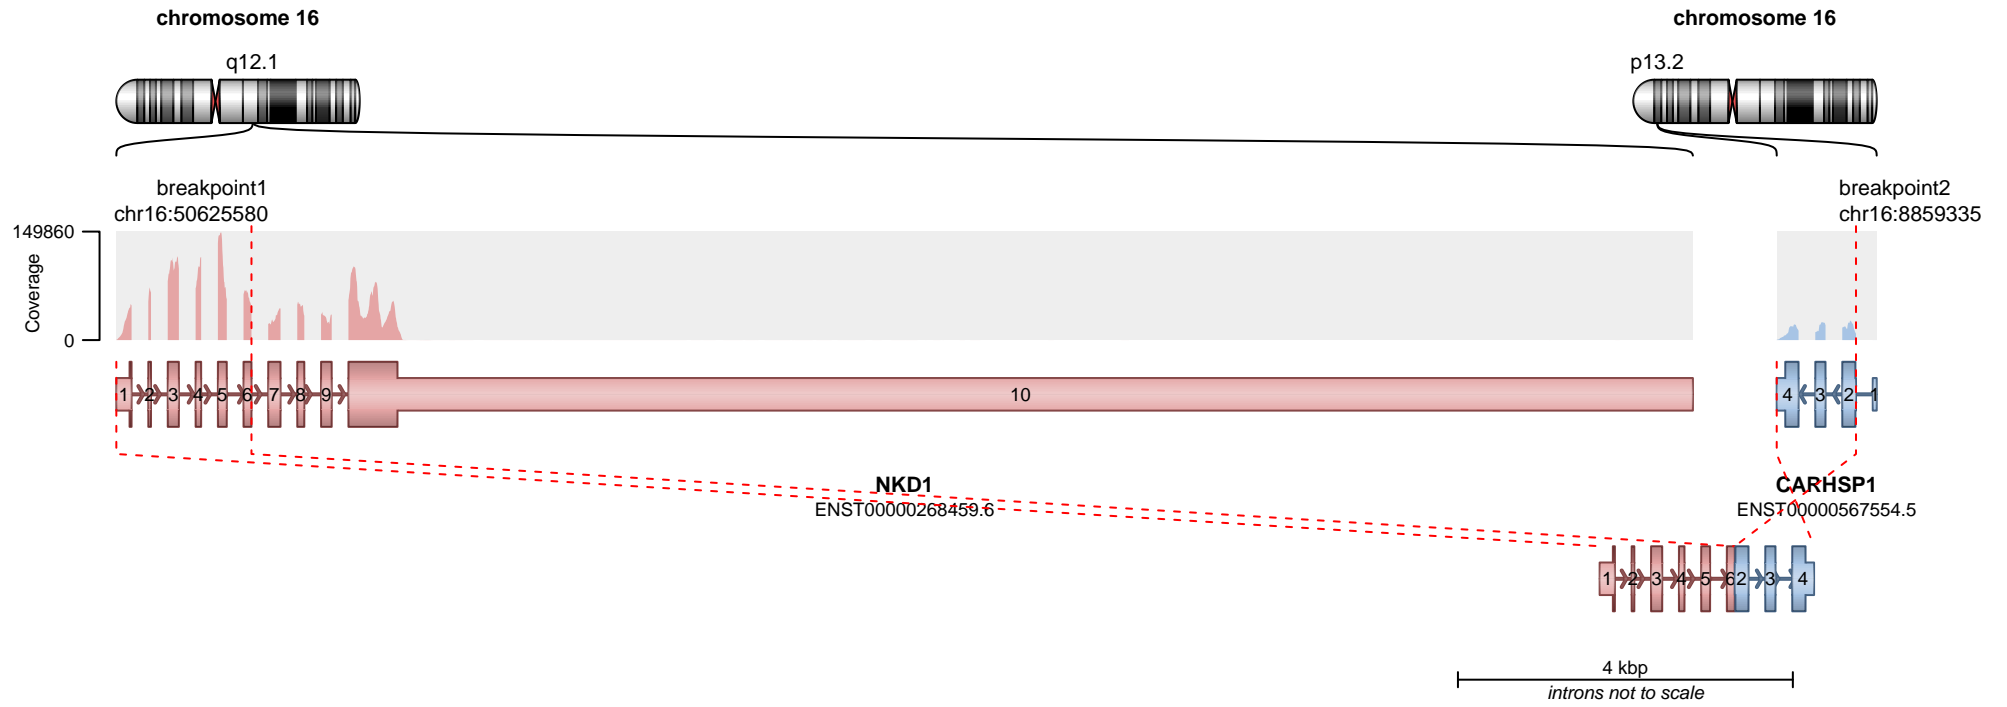 chromosome 16
chromosome 16
q12.1
p13.2
breakpoint1
chr16:50625580
breakpoint2
chr16:8859335
149860
Coverage
0
1 2 3 4 5 6 7 8 9 10
4 3 2 1
NKD1
ENST00000268459.6
CARHSP1
ENST00000567554.5
1 2 3 4 5 6 2 3 4
4 kbp
introns not to scale